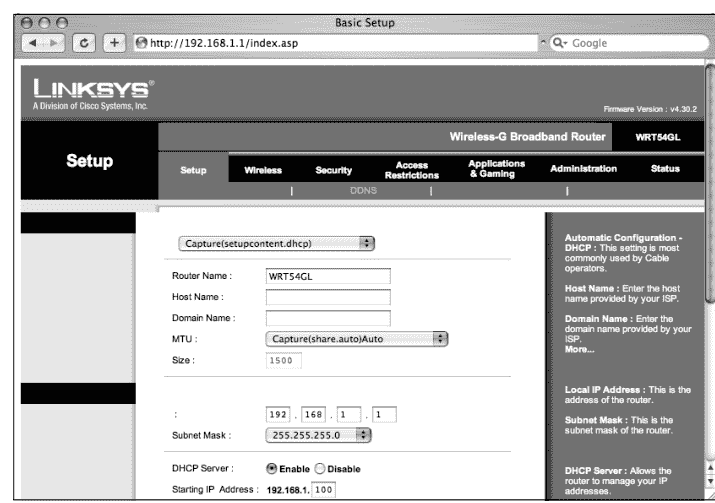 Basic Setup
http://192.168.1.1/index.asp
Google
LINKSYS®
A Division of Cisco Systems, Inc.
Firmware Version : v4.30.2
Wireless-G Broadband Router WRT54GL
Setup
Setup Wireless Security Access Restrictions Applications & Gaming Administration Status
| DDNS | |
Capture(setupcontent.dhcp)
Router Name : WRT54GL
Host Name :
Domain Name :
MTU : Capture(share.auto)Auto
Size : 1500
: 192 . 168 . 1 . 1
Subnet Mask : 255.255.255.0
DHCP Server : Enable Disable
Starting IP Address : 192.168.1. 100
Automatic Configuration -
DHCP : This setting is most
commonly used by Cable
operators.
Host Name : Enter the host
name provided by your ISP.
Domain Name : Enter the
domain name provided by your
ISP.
More...
Local IP Address : This is the
address of the router.
Subnet Mask : This is the
subnet mask of the router.
DHCP Server : Allows the
router to manage your IP
addresses.